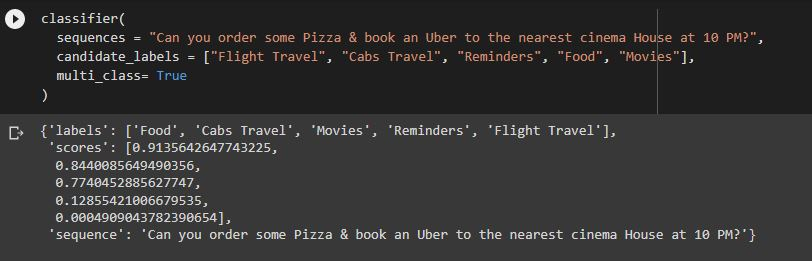 classifier(
  sequences = "Can you order some Pizza & book an Uber to the nearest cinema House at 10 PM?",
  candidate_labels = ["Flight Travel", "Cabs Travel", "Reminders", "Food", "Movies"],
  multi_class= True
)
{'labels': ['Food', 'Cabs Travel', 'Movies', 'Reminders', 'Flight Travel'],
 'scores': [0.9135642647743225,
  0.8440085649490356,
  0.7740452885627747,
  0.12855421006679535,
  0.0004909043782390654],
 'sequence': 'Can you order some Pizza & book an Uber to the nearest cinema House at 10 PM?'}